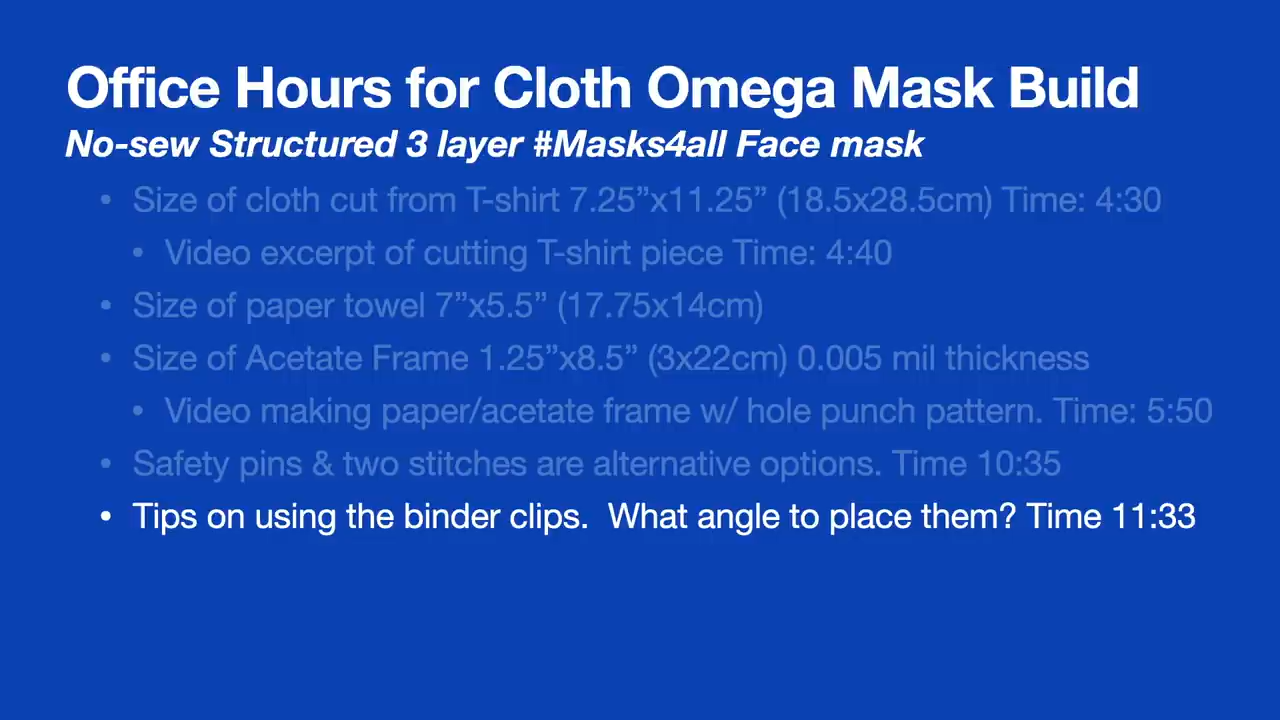 Office Hours for Cloth Omega Mask Build
No-sew Structured 3 layer #Masks4all Face mask
• Size of cloth cut from T-shirt 7.25”x11.25” (18.5x28.5cm) Time: 4:30
• Video excerpt of cutting T-shirt piece Time: 4:40
• Size of paper towel 7”x5.5” (17.75x14cm)
• Size of Acetate Frame 1.25”x8.5” (3x22cm) 0.005 mil thickness
• Video making paper/acetate frame w/ hole punch pattern. Time: 5:50
• Safety pins & two stitches are alternative options. Time 10:35
• Tips on using the binder clips.  What angle to place them? Time 11:33